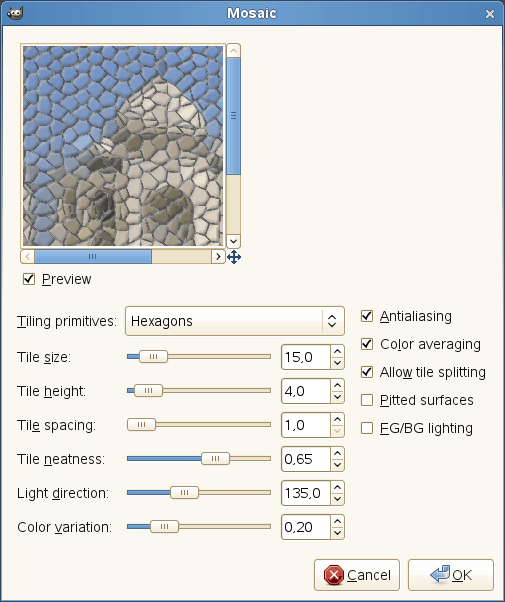 Mosaic
Preview
Tiling primitives: Hexagons
Tile size: 15,0
Tile height: 4,0
Tile spacing: 1,0
Tile neatness: 0,65
Light direction: 135,0
Color variation: 0,20
Antialiasing
Color averaging
Allow tile splitting
Pitted surfaces
FG/BG lighting
Cancel
OK